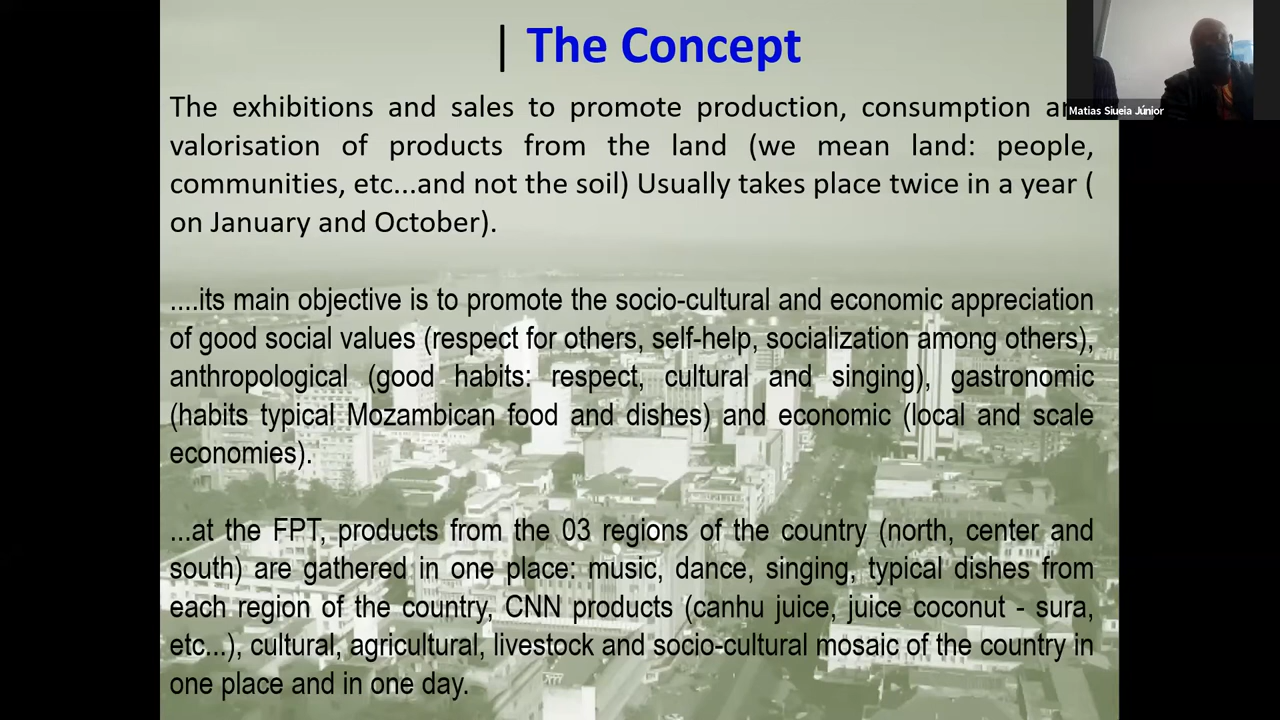 | The Concept
The exhibitions and sales to promote production, consumption
valorisation of products from the land (we mean land: people,
communities, etc...and not the soil) Usually takes place twice in a year (
on January and October).
....its main objective is to promote the socio-cultural and economic appreciation
of good social values (respect for others, self-help, socialization among others),
anthropological (good habits: respect, cultural and singing), gastronomic
(habits typical Mozambican food and dishes) and economic (local and scale
economies).
...at the FPT, products from the 03 regions of the country (north, center and
south) are gathered in one place: music, dance, singing, typical dishes from
each region of the country, CNN products (canhu juice, juice coconut - sura,
etc...), cultural, agricultural, livestock and socio-cultural mosaic of the country in
one place and in one day.
Matias Siueia Júnior